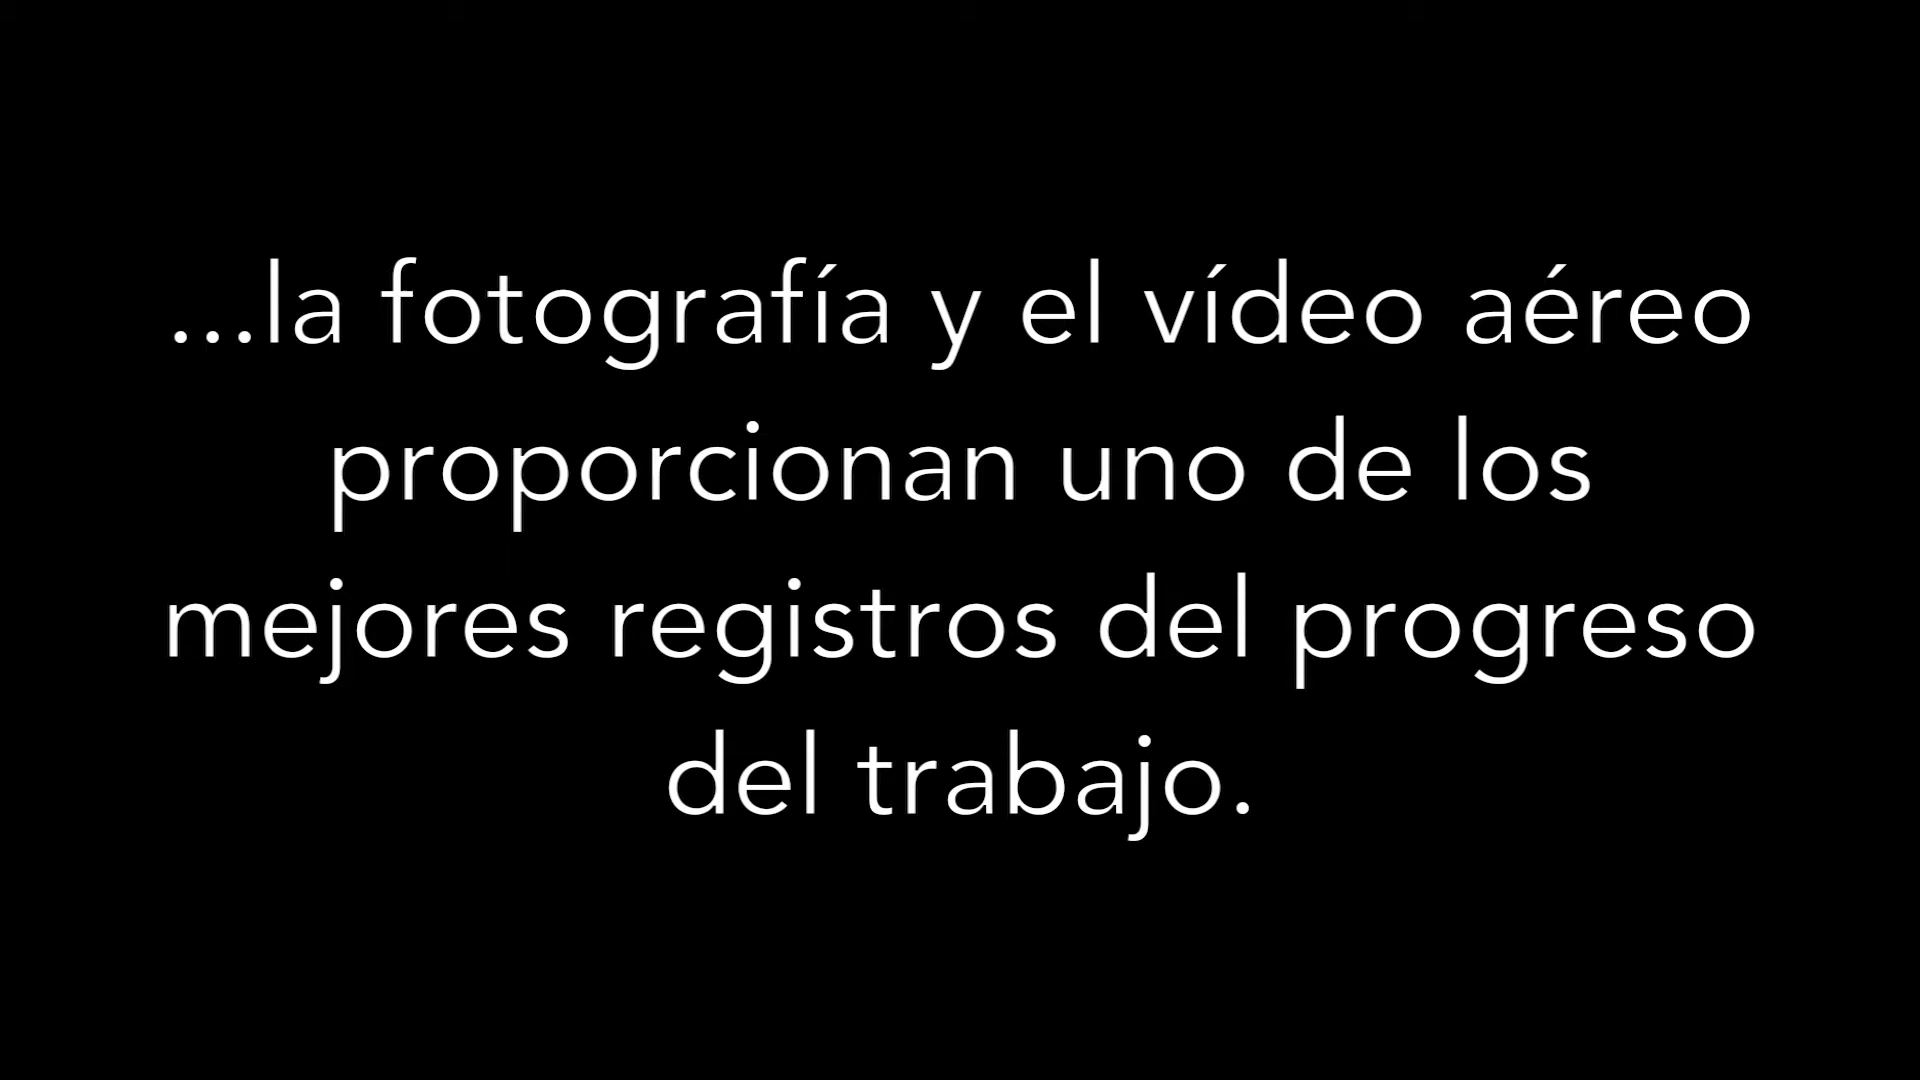 ...la fotografía y el vídeo aéreo
proporcionan uno de los
mejores registros del progreso
del trabajo.